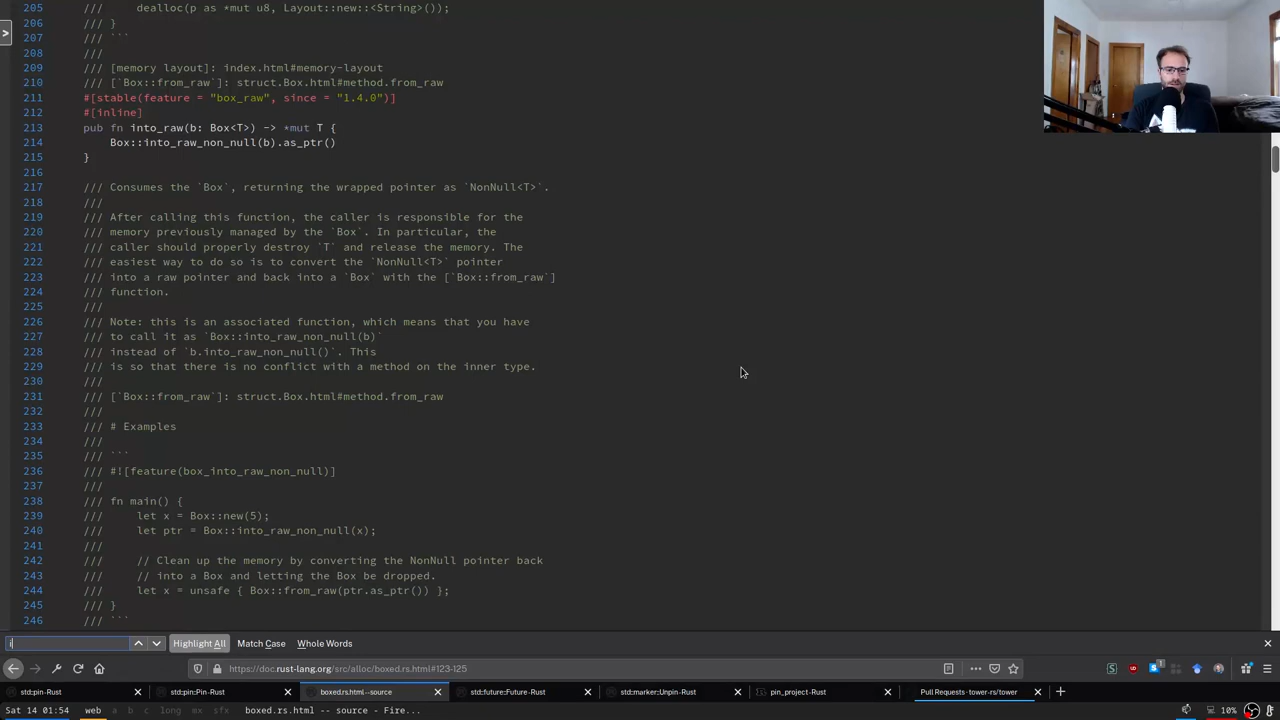 205 /// dealloc(p as *mut u8, Layout::new::<String>());
206 /// }
207 /// ```
208 ///
209 /// [memory layout]: index.html#memory-layout
210 /// [`Box::from_raw`]: struct.Box.html#method.from_raw
211 #[stable(feature = "box_raw", since = "1.4.0")]
212 #[inline]
213 pub fn into_raw(b: Box<T>) -> *mut T {
214 Box::into_raw_non_null(b).as_ptr()
215 }
216
217 /// Consumes the `Box`, returning the wrapped pointer as `NonNull<T>`.
218 ///
219 /// After calling this function, the caller is responsible for the
220 /// memory previously managed by the `Box`. In particular, the
221 /// caller should properly destroy `T` and release the memory. The
222 /// easiest way to do so is to convert the `NonNull<T>` pointer
223 /// into a raw pointer and back into a `Box` with the [`Box::from_raw`]
224 /// function.
225 ///
226 /// Note: this is an associated function, which means that you have
227 /// to call it as `Box::into_raw_non_null(b)`
228 /// instead of `b.into_raw_non_null()`. This
229 /// is so that there is no conflict with a method on the inner type.
230 ///
231 /// [`Box::from_raw`]: struct.Box.html#method.from_raw
232 ///
233 /// # Examples
234 ///
235 /// ```
236 /// #![feature(box_into_raw_non_null)]
237 ///
238 /// fn main() {
239 /// let x = Box::new(5);
240 /// let ptr = Box::into_raw_non_null(x);
241 ///
242 /// // Clean up the memory by converting the NonNull pointer back
243 /// // into a Box and letting the Box be dropped.
244 /// let x = unsafe { Box::from_raw(ptr.as_ptr()) };
245 /// }
246 /// ```
i Highlight All Match Case Whole Words
https://doc.rust-lang.org/src/alloc/boxed.rs.html#123-125
std::pin - Rust std::pin::Pin - Rust boxed.rs.html -- source std::future::Future - Rust std::marker::Unpin - Rust pin_project - Rust Pull Requests · tower-rs/tower
Sat 14 01:54 web a b c long mx sfx boxed.rs.html -- source - Fire... 10%